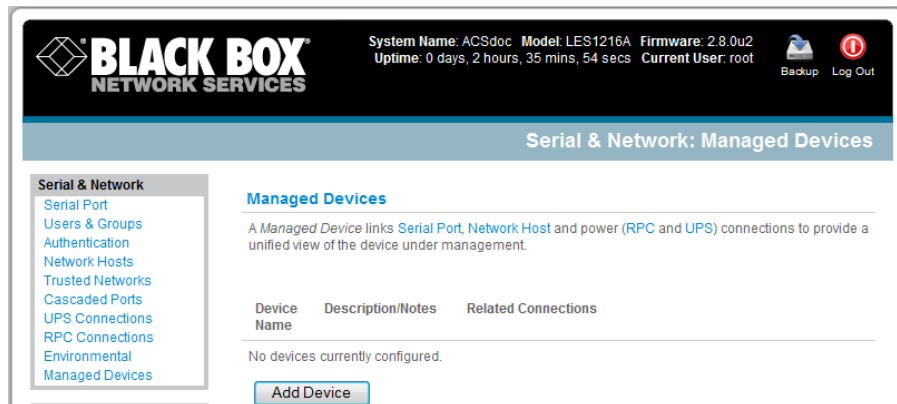 BLACK BOX®
NETWORK SERVICES
System Name: ACSdoc Model: LES1216A Firmware: 2.8.0u2
Uptime: 0 days, 2 hours, 35 mins, 54 secs Current User: root
Backup Log Out
Serial & Network: Managed Devices
Serial & Network
Serial Port
Users & Groups
Authentication
Network Hosts
Trusted Networks
Cascaded Ports
UPS Connections
RPC Connections
Environmental
Managed Devices
Managed Devices
A Managed Device links Serial Port, Network Host and power (RPC and UPS) connections to provide a
unified view of the device under management.
Device Name Description/Notes Related Connections
No devices currently configured.
Add Device